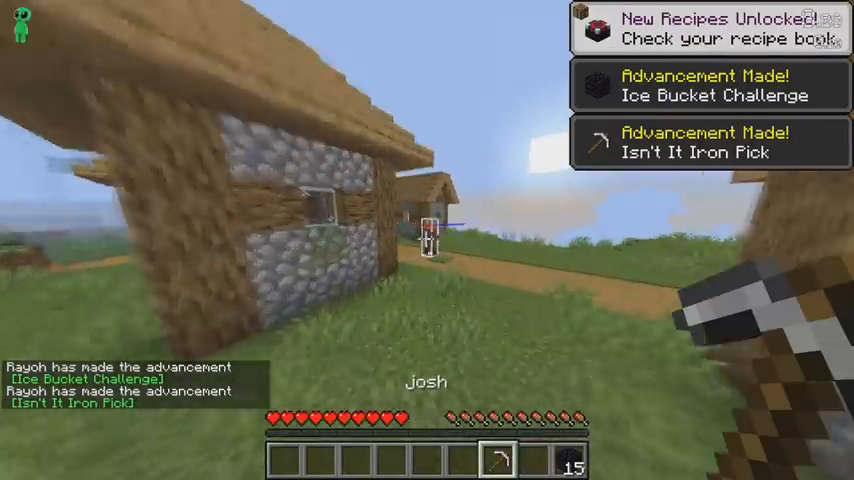 New Recipes Unlocked!
Check your recipe book
Advancement Made!
Ice Bucket Challenge
Advancement Made!
Isn't It Iron Pick
Rayoh has made the advancement
[Ice Bucket Challenge]
Rayoh has made the advancement
[Isn't It Iron Pick]
josh
15